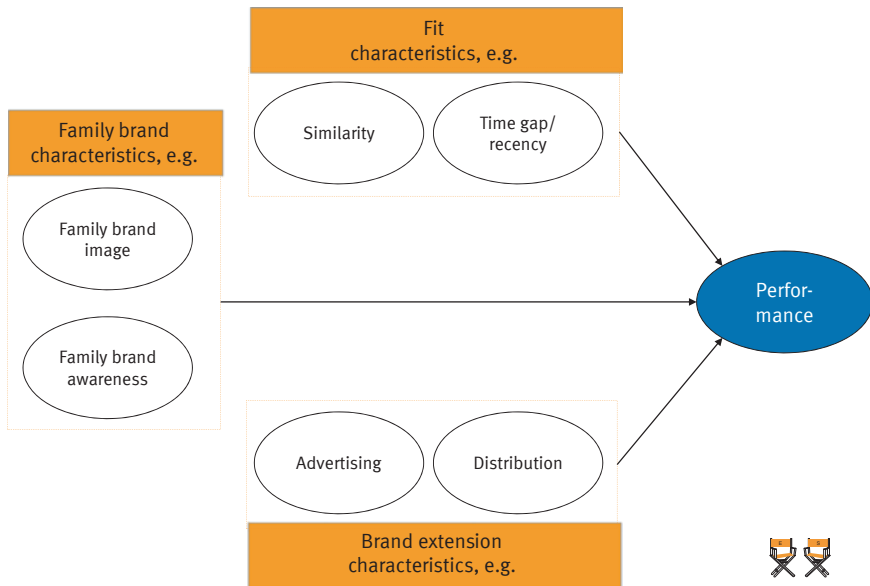 Fit
characteristics, e.g.
Similarity
Time gap/
recency
Family brand
characteristics, e.g.
Family brand
image
Family brand
awareness
Perfor-
mance
Advertising
Distribution
Brand extension
characteristics, e.g.